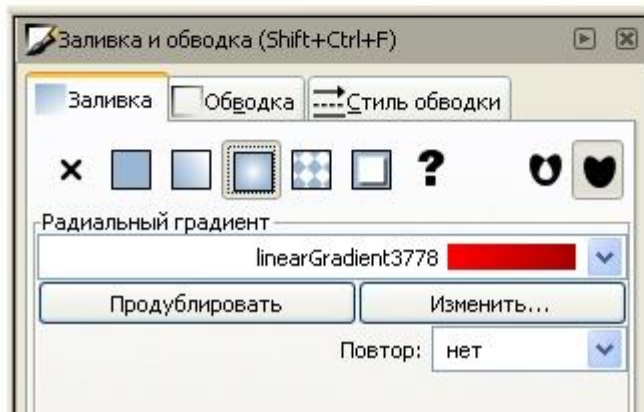 Заливка и обводка (Shift+Ctrl+F)
Заливка Обводка Стиль обводки
?
Радиальный градиент
linearGradient3778
Продублировать Изменить...
Повтор: нет